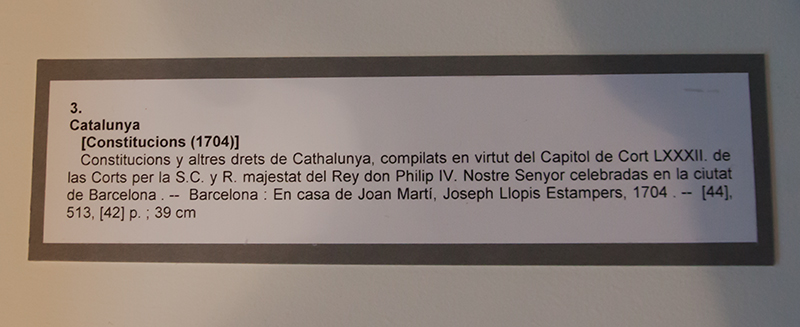 3.
Catalunya
[Constitucions (1704)]
Constitucions y altres drets de Cathalunya, compilats en virtut del Capitol de Cort LXXXII. de
las Corts per la S.C. y R. majestat del Rey don Philip IV. Nostre Senyor celebradas en la ciutat
de Barcelona . -- Barcelona : En casa de Joan Martí, Joseph Llopis Estampers, 1704 . -- [44],
513, [42] p. ; 39 cm